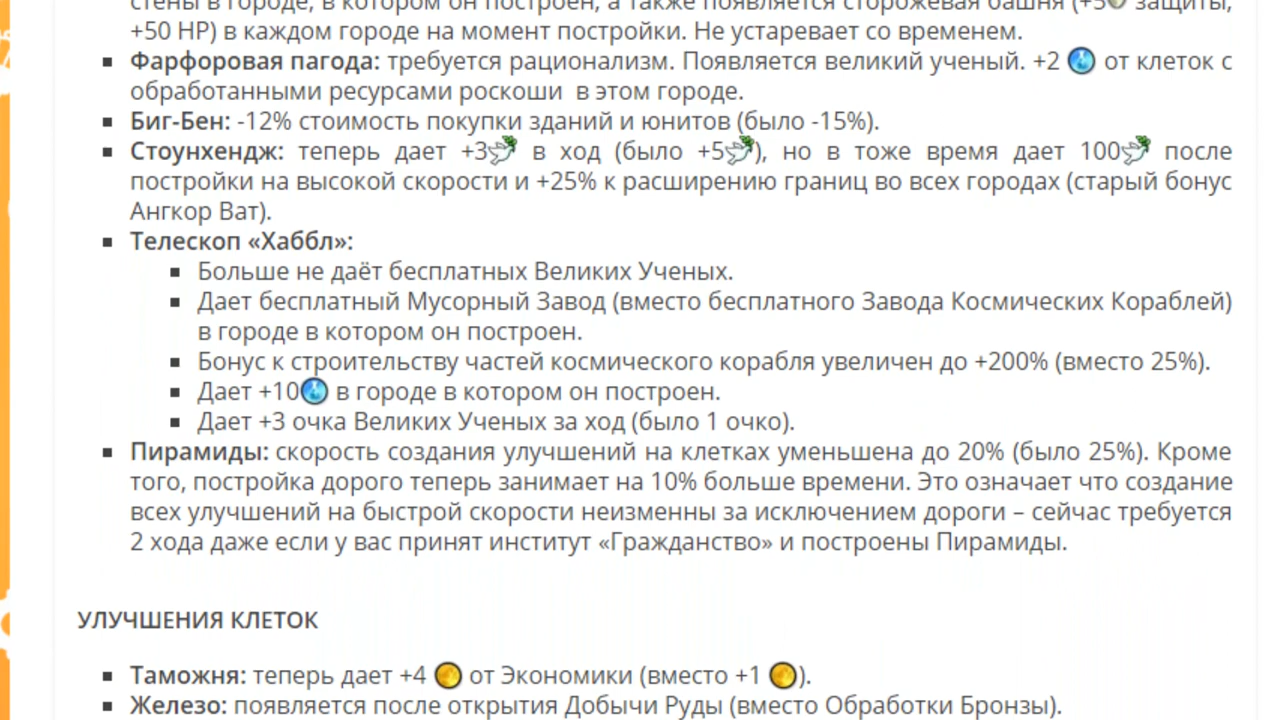 стены в городе, в котором он построен, а также появляется сторожевая башня (+5 защиты,
+50 HP) в каждом городе на момент постройки. Не устаревает со временем.
▪ Фарфоровая пагода: требуется рационализм. Появляется великий ученый. +2 от клеток с
обработанными ресурсами роскоши в этом городе.
▪ Биг-Бен: -12% стоимость покупки зданий и юнитов (было -15%).
▪ Стоунхендж: теперь дает +3 в ход (было +5), но в тоже время дает 100 после
постройки на высокой скорости и +25% к расширению границ во всех городах (старый бонус
Ангкор Ват).
▪ Телескоп «Хаббл»:
▪ Больше не даёт бесплатных Великих Ученых.
▪ Дает бесплатный Мусорный Завод (вместо бесплатного Завода Космических Кораблей)
в городе в котором он построен.
▪ Бонус к строительству частей космического корабля увеличен до +200% (вместо 25%).
▪ Дает +10 в городе в котором он построен.
▪ Дает +3 очка Великих Ученых за ход (было 1 очко).
▪ Пирамиды: скорость создания улучшений на клетках уменьшена до 20% (было 25%). Кроме
того, постройка дорого теперь занимает на 10% больше времени. Это означает что создание
всех улучшений на быстрой скорости неизменны за исключением дороги – сейчас требуется
2 хода даже если у вас принят институт «Гражданство» и построены Пирамиды.
УЛУЧШЕНИЯ КЛЕТОК
▪ Таможня: теперь дает +4 от Экономики (вместо +1 ).
▪ Железо: появляется после открытия Добычи Руды (вместо Обработки Бронзы).